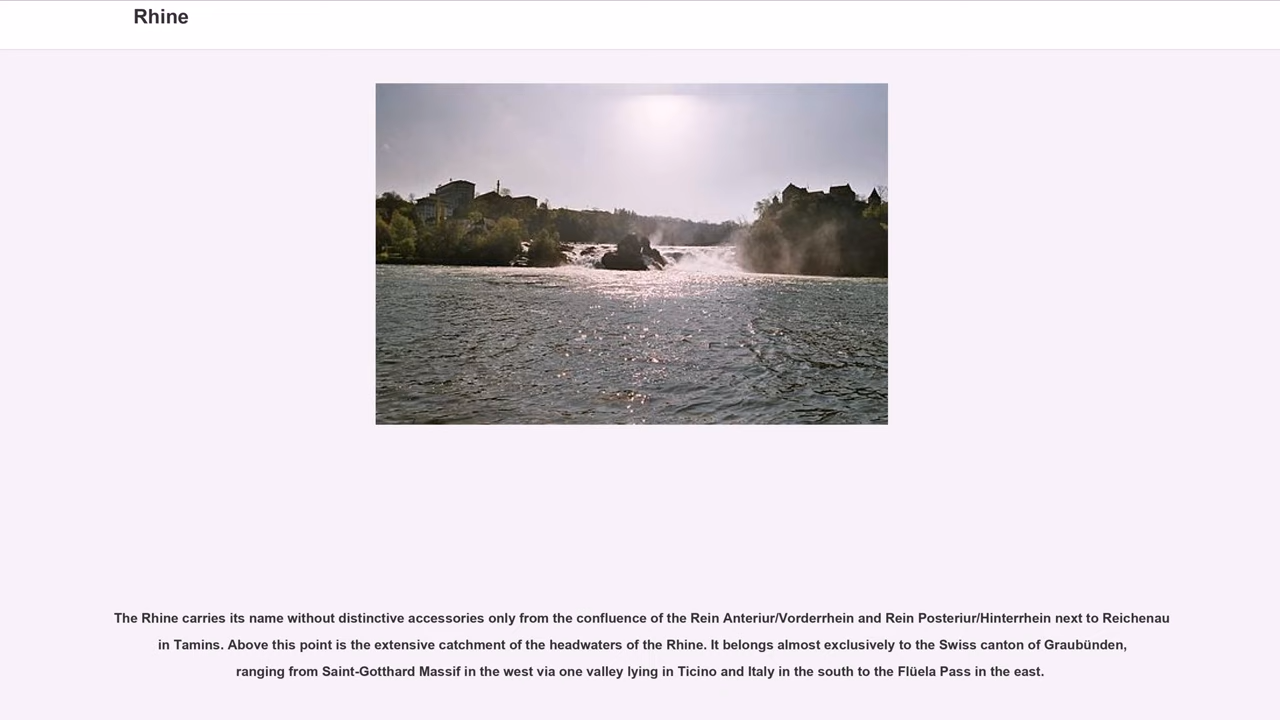 Rhine
The Rhine carries its name without distinctive accessories only from the confluence of the Rein Anteriur/Vorderrhein and Rein Posteriur/Hinterrhein next to Reichenau
in Tamins. Above this point is the extensive catchment of the headwaters of the Rhine. It belongs almost exclusively to the Swiss canton of Graubünden,
ranging from Saint-Gotthard Massif in the west via one valley lying in Ticino and Italy in the south to the Flüela Pass in the east.